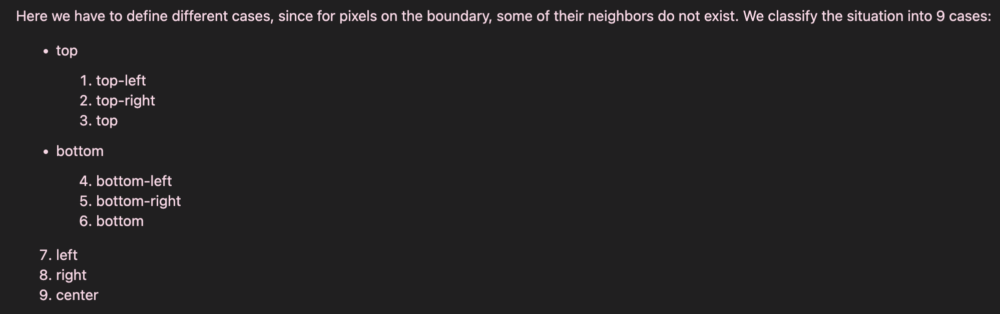 Here we have to define different cases, since for pixels on the boundary, some of their neighbors do not exist. We classify the situation into 9 cases:
• top
1. top-left
2. top-right
3. top
• bottom
4. bottom-left
5. bottom-right
6. bottom
7. left
8. right
9. center